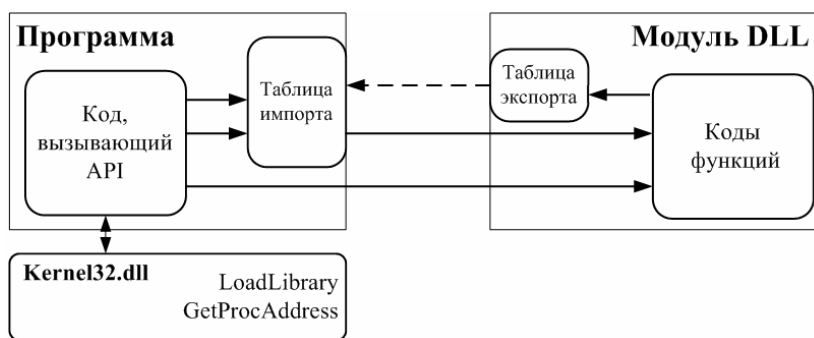 Программа
Модуль DLL
Код,
вызывающий
API
Таблица
импорта
Таблица
экспорта
Коды
функций
Kernel32.dll
LoadLibrary
GetProcAddress